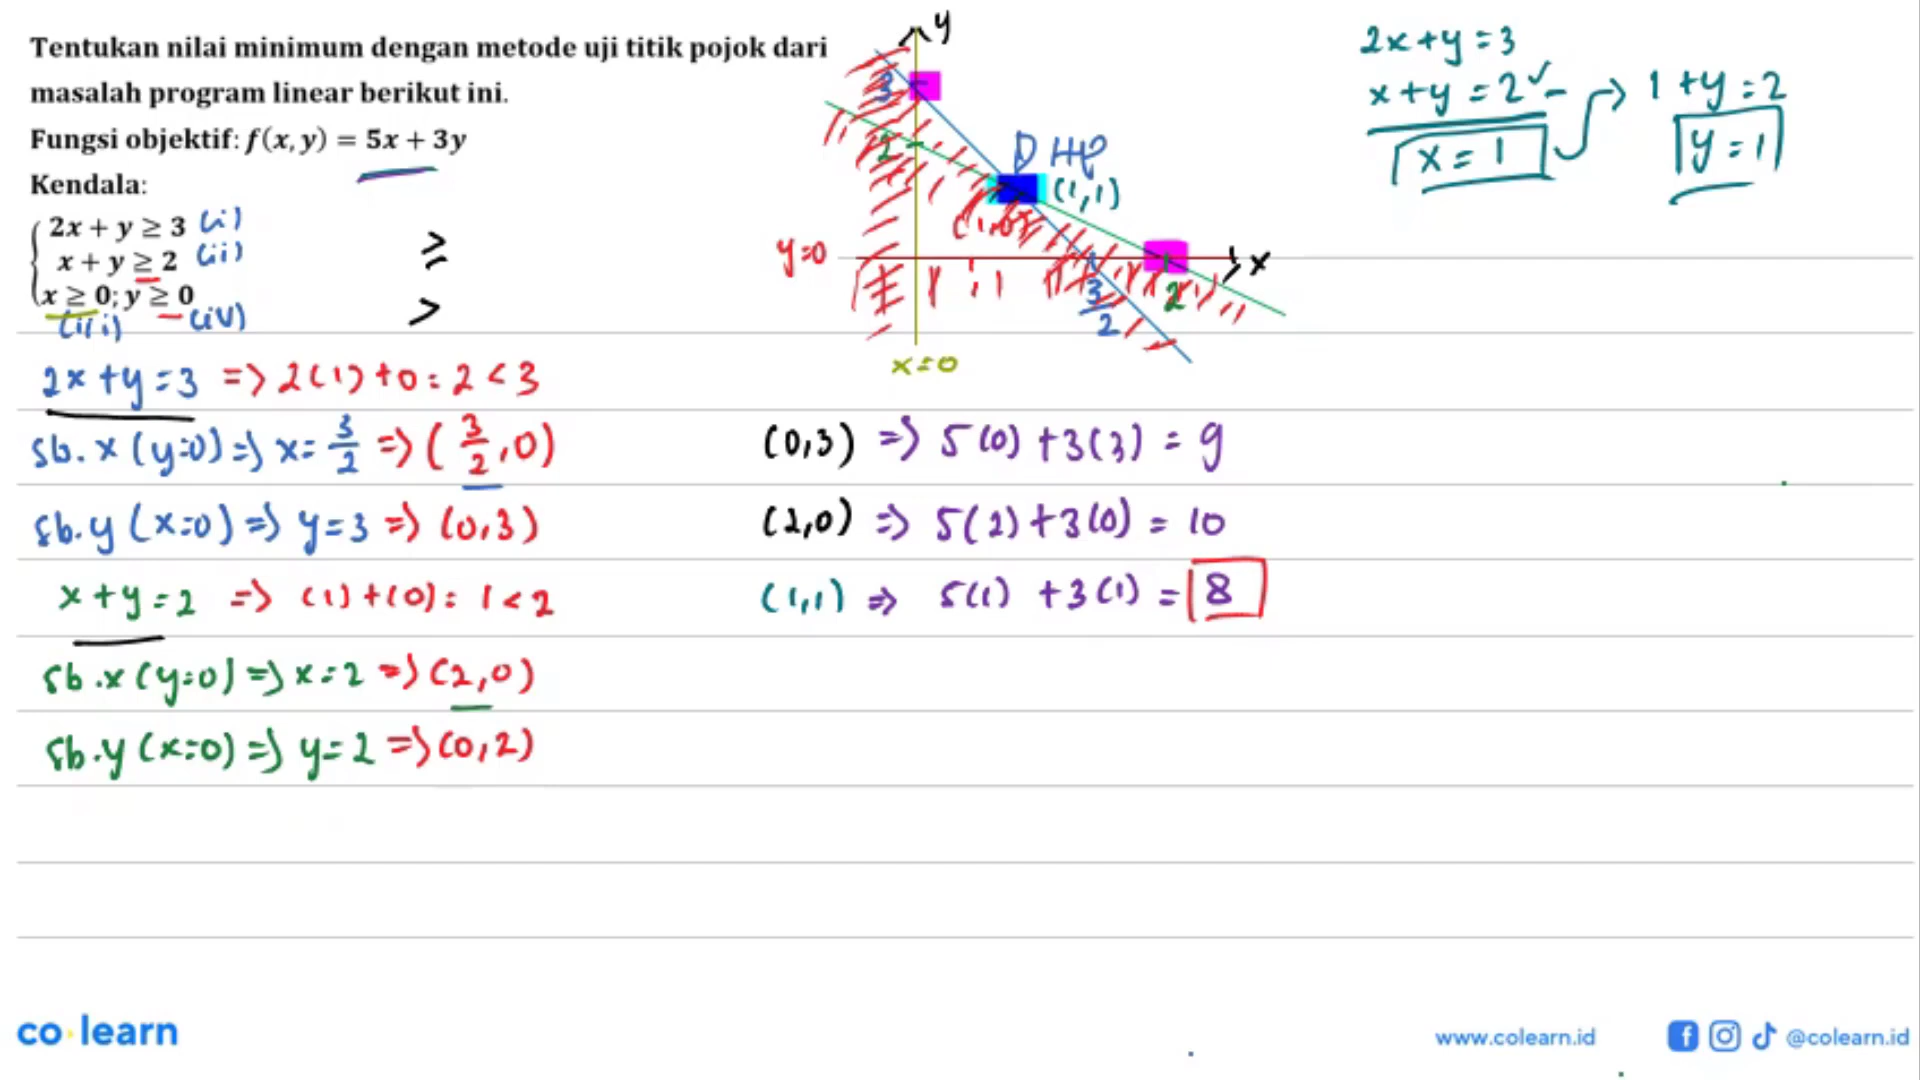 Tentukan nilai minimum dengan metode uji titik pojok dari
masalah program linear berikut ini.
Fungsi objektif: f(x, y) = 5x + 3y
Kendala:
2x + y ≥ 3 (i)
x + y ≥ 2 (ii)
x ≥ 0; y ≥ 0
(iii) (iv)
≥
>
2x + y = 3 => 2(1) + 0 = 2 < 3
sb. x (y=0) => x = 3/2 => (3/2, 0)
sb. y (x=0) => y = 3 => (0,3)
x + y = 2 => (1) + (0) = 1 < 2
sb. x (y=0) => x = 2 => (2,0)
sb. y (x=0) => y = 2 => (0,2)
y
3
2
DHP
(1,1)
(1,0)
y=0
x
3/2
2
x=0
2x + y = 3
x + y = 2 ✓ -
x = 1
1 + y = 2
y = 1
(0,3) => 5(0) + 3(3) = 9
(2,0) => 5(2) + 3(0) = 10
(1,1) => 5(1) + 3(1) = 8
co learn
www.colearn.id
@colearn.id